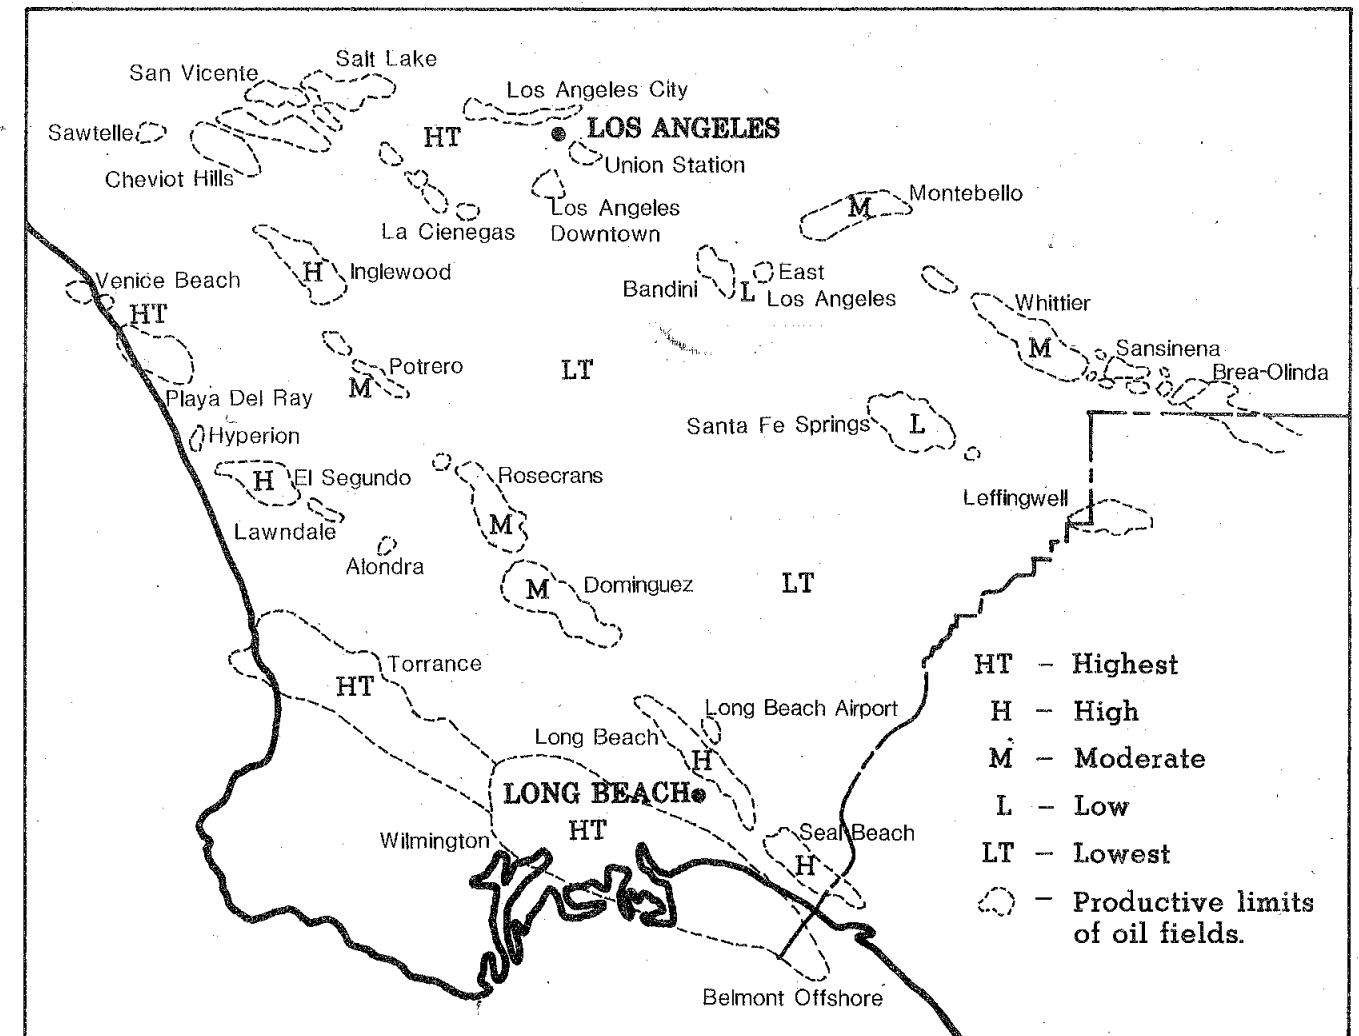 Salt Lake
San Vicente
Los Angeles City
Sawtelle
HT
LOS ANGELES
Union Station
Cheviot Hills
Montebello
M
Los Angeles
Downtown
La Cienegas
H
Inglewood
Venice Beach
HT
Bandini
L
East
Los Angeles
Whittier
M
Sansinena
Brea-Olinda
Potrero
M
LT
Playa Del Ray
Hyperion
Santa Fe Springs
L
H
El Segundo
Rosecrans
Leffingwell
Lawndale
M
Alondra
M
Dominguez
LT
Torrance
HT
Long Beach Airport
Long Beach
H
LONG BEACH
HT
Wilmington
Seal Beach
H
Belmont Offshore
HT – Highest
H – High
M – Moderate
L – Low
LT – Lowest
– Productive limits
of oil fields.